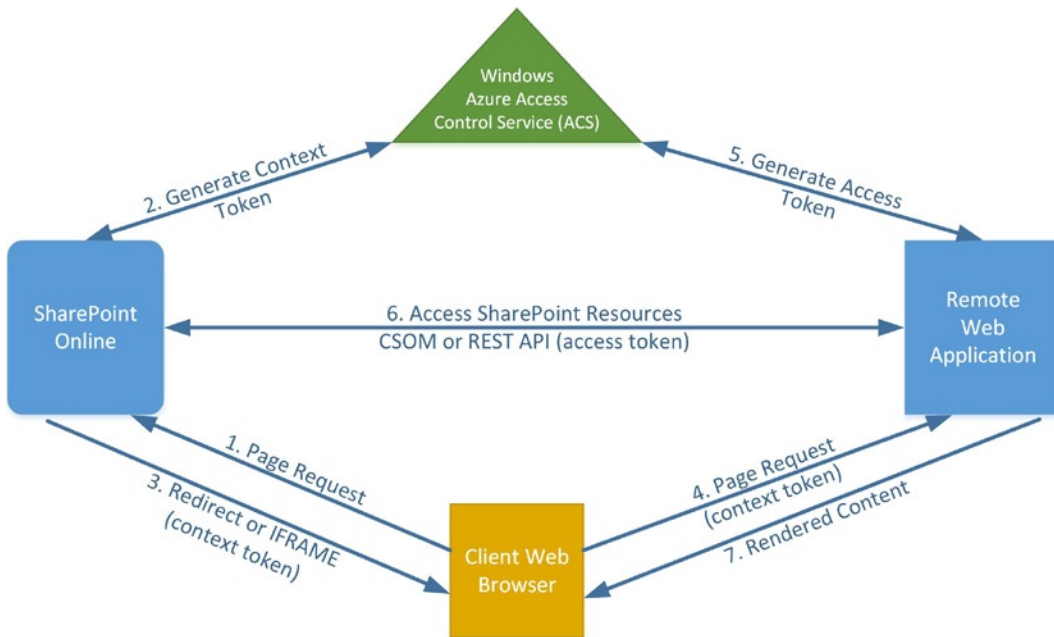 Windows
Azure Access
Control Service (ACS)
2. Generate Context
Token
5. Generate Access
Token
SharePoint
Online
6. Access SharePoint Resources
CSOM or REST API (access token)
Remote
Web
Application
1. Page Request
3. Redirect or IFRAME
(context token)
4. Page Request
(context token)
7. Rendered Content
Client Web
Browser